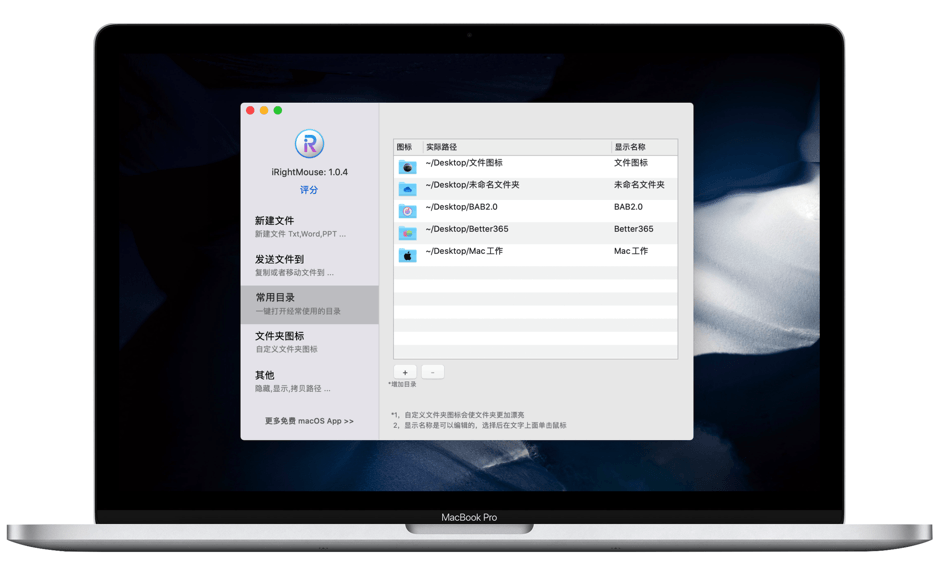 iRightMouse: 1.0.4
评分
新建文件
新建文件 Txt,Word,PPT ...
发送文件到
复制或者移动文件到 ...
常用目录
一键打开经常使用的目录
文件夹图标
自定义文件夹图标
其他
隐藏,显示,拷贝路径 ...
更多免费 macOS App >>
图标 实际路径 显示名称
~/Desktop/文件图标 文件图标
~/Desktop/未命名文件夹 未命名文件夹
~/Desktop/BAB2.0 BAB2.0
~/Desktop/Better365 Better365
~/Desktop/Mac工作 Mac工作
+ -
*增加目录
*1、自定义文件夹图标会使文件夹更加漂亮
2、显示名称是可以编辑的，选择后在文字上面单击鼠标
MacBook Pro